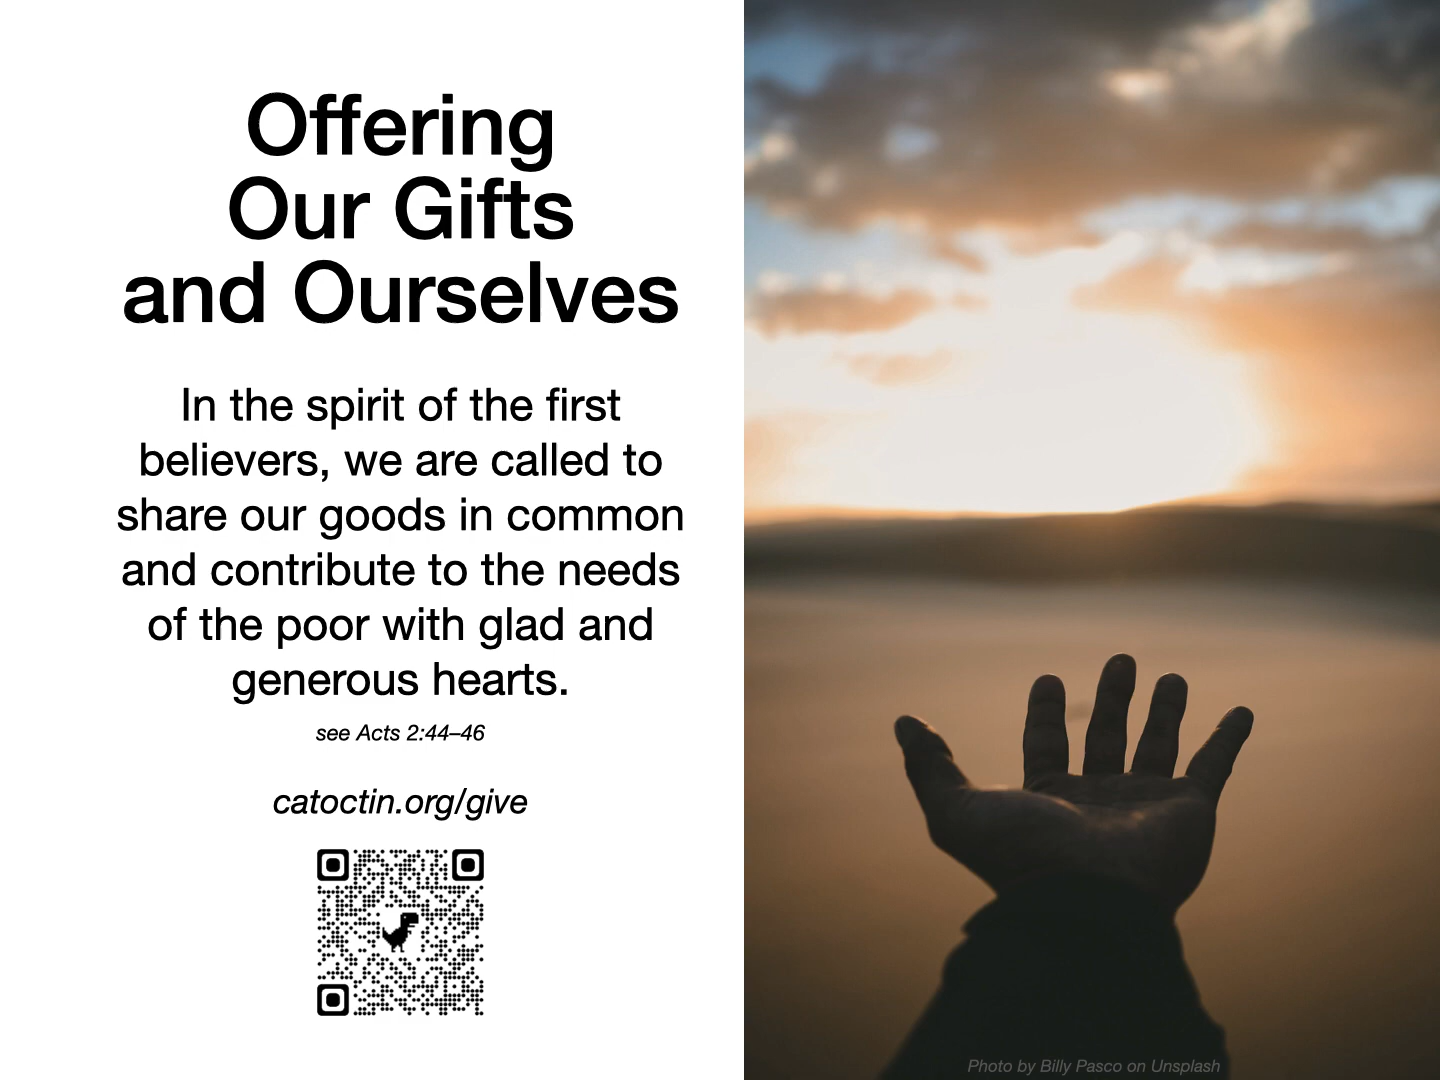 Offering
Our Gifts
and Ourselves
In the spirit of the first
believers, we are called to
share our goods in common
and contribute to the needs
of the poor with glad and
generous hearts.
see Acts 2:44–46
catoctin.org/give
Photo by Billy Pasco on Unsplash